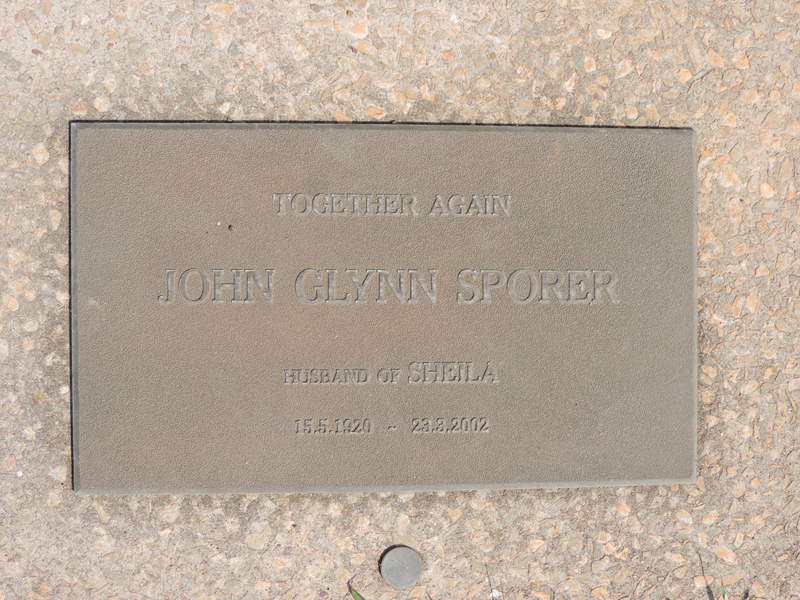 TOGETHER AGAIN
JOHN GLYNN SPORER
HUSBAND OF SHEILA
15.5.1920 ~ 23.3.2002